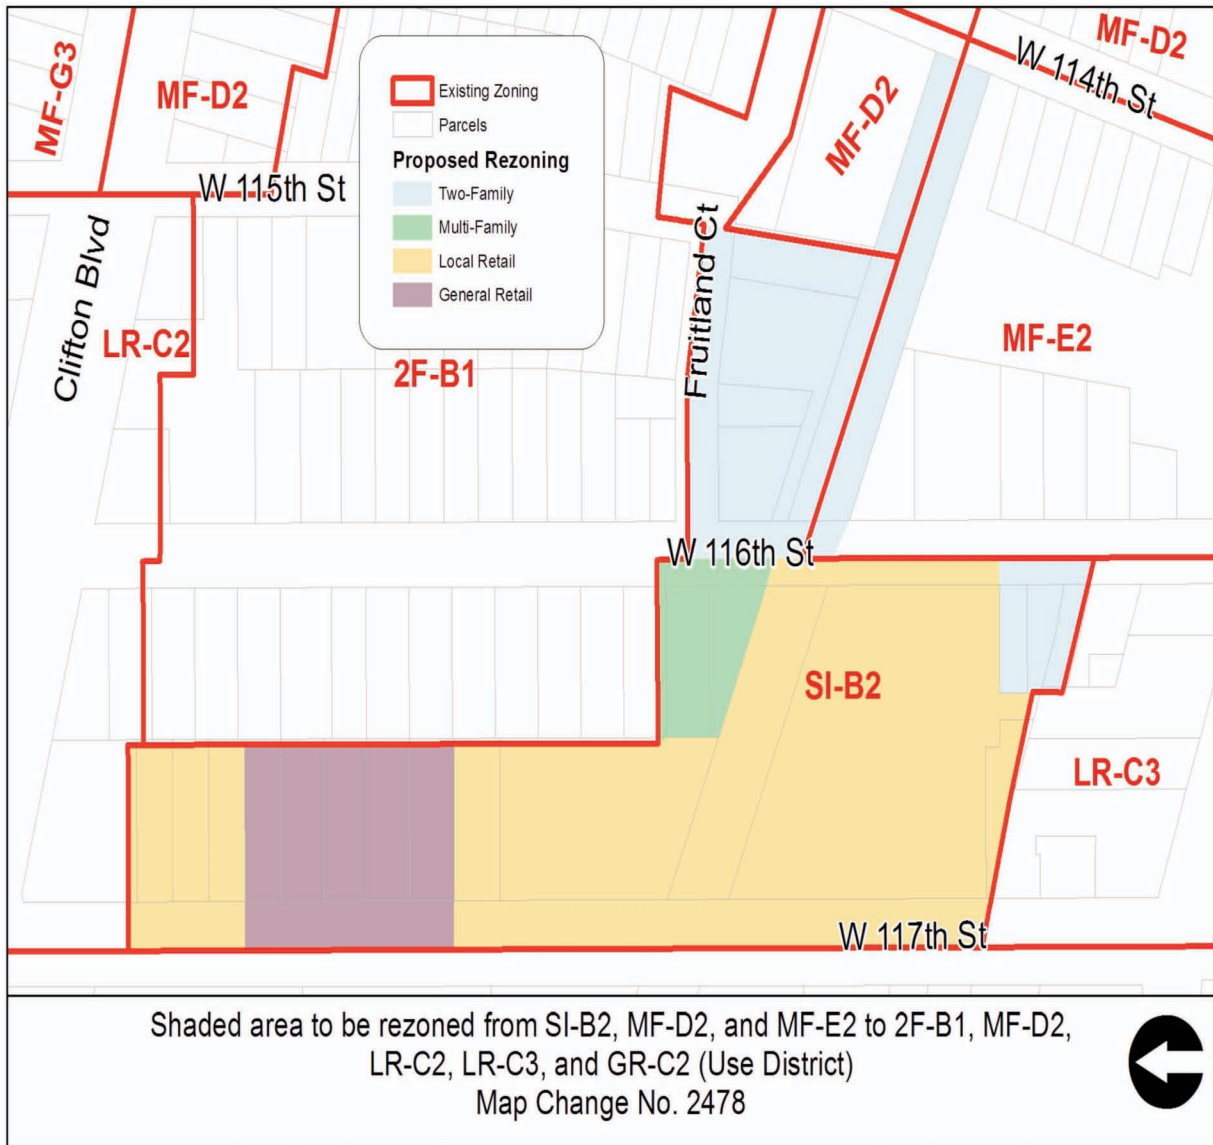 MF-G3
MF-D2
W 115th St
Existing Zoning
Parcels
Proposed Rezoning
Two-Family
Multi-Family
Local Retail
General Retail
MF-D2
W 114th St
MF-D2
Clifton Blvd
LR-C2
2F-B1
Fruitland Ct
MF-E2
W 116th St
SI-B2
LR-C3
W 117th St
Shaded area to be rezoned from SI-B2, MF-D2, and MF-E2 to 2F-B1, MF-D2,
LR-C2, LR-C3, and GR-C2 (Use District)
Map Change No. 2478